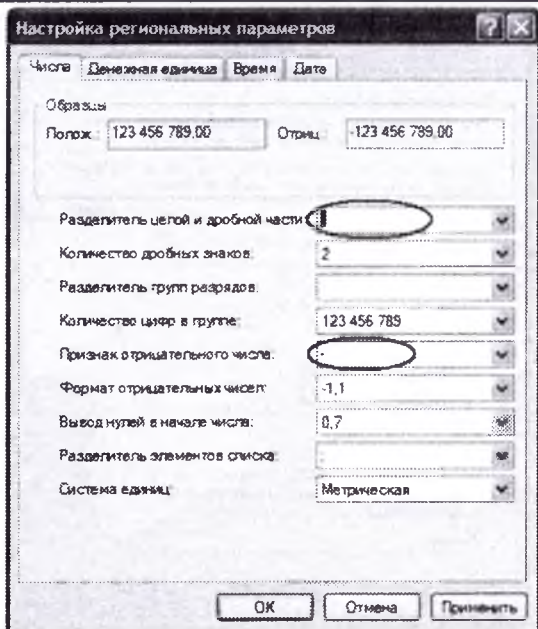 Настройка региональных параметров
Числа Денежная единица Время Дата
Образцы
Полож.: 123 456 789,00 Отриц.: -123 456 789,00
Разделитель целой и дробной части:
Количество дробных знаков: 2
Разделитель групп разрядов:
Количество цифр в группе: 123 456 789
Признак отрицательного числа: -
Формат отрицательных чисел: -1,1
Вывод нулей в начале числа: 0,7
Разделитель элементов списка: ;
Система единиц: Метрическая
OK Отмена Применить